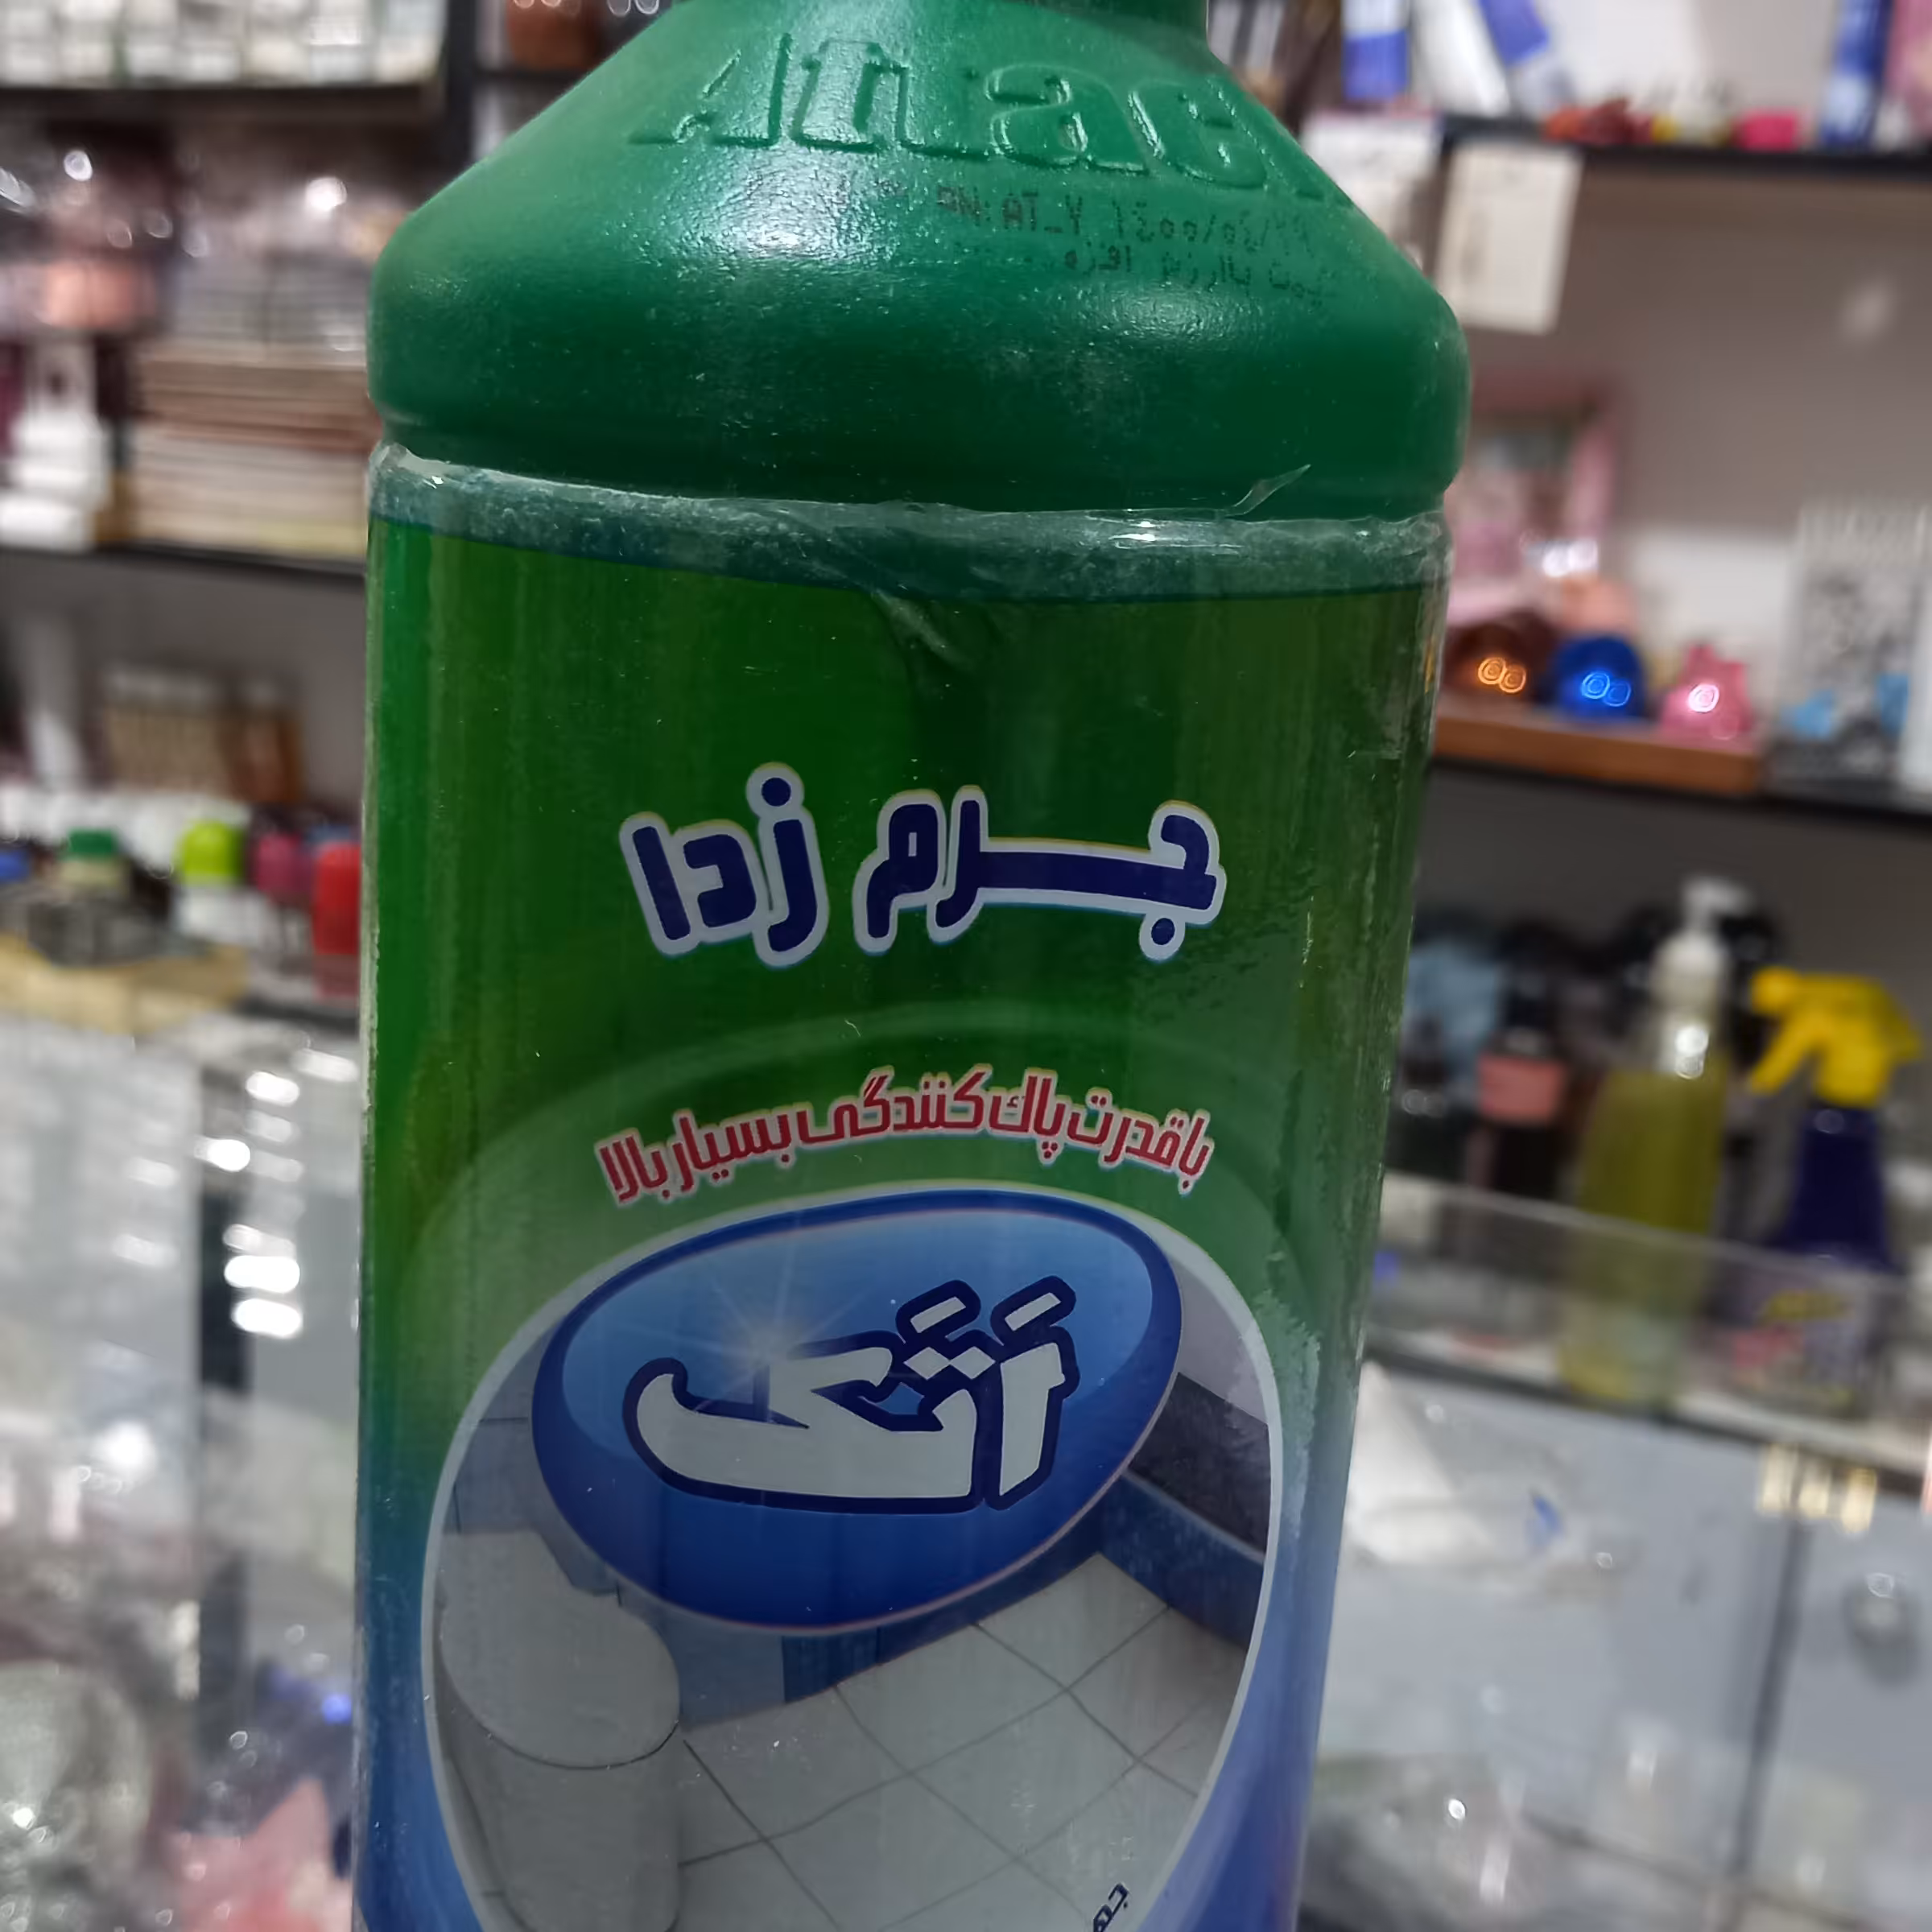 Attack
جرم زدا
با قدرت پاک کنندگی بسیار بالا
اتک